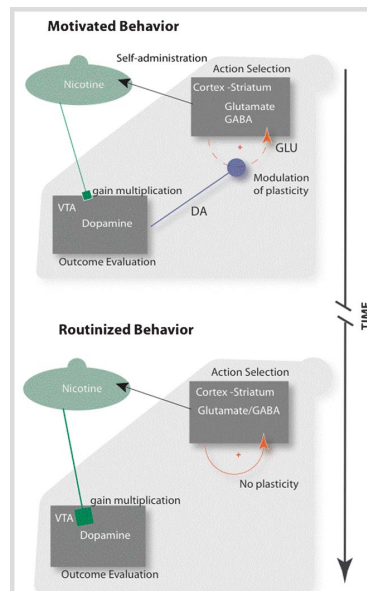 Motivated Behavior
Self-administration
Action Selection
Nicotine
Cortex -Striatum
Glutamate
GABA
GLU
+
Modulation
of plasticity
gain multiplication
VTA
Dopamine
DA
Outcome Evaluation
TIME
Routinized Behavior
Action Selection
Nicotine
Cortex -Striatum
Glutamate/GABA
+
No plasticity
gain multiplication
VTA
Dopamine
Outcome Evaluation